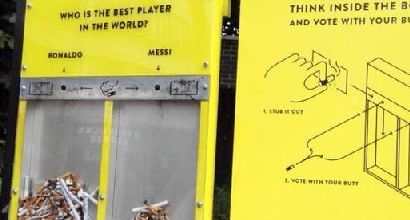 WHO IS THE BEST PLAYER
IN THE WORLD?
RONALDO
MESSI
THINK INSIDE THE
AND VOTE WITH YOUR
1. STUB IT OUT
2. VOTE WITH YOUR BUTT